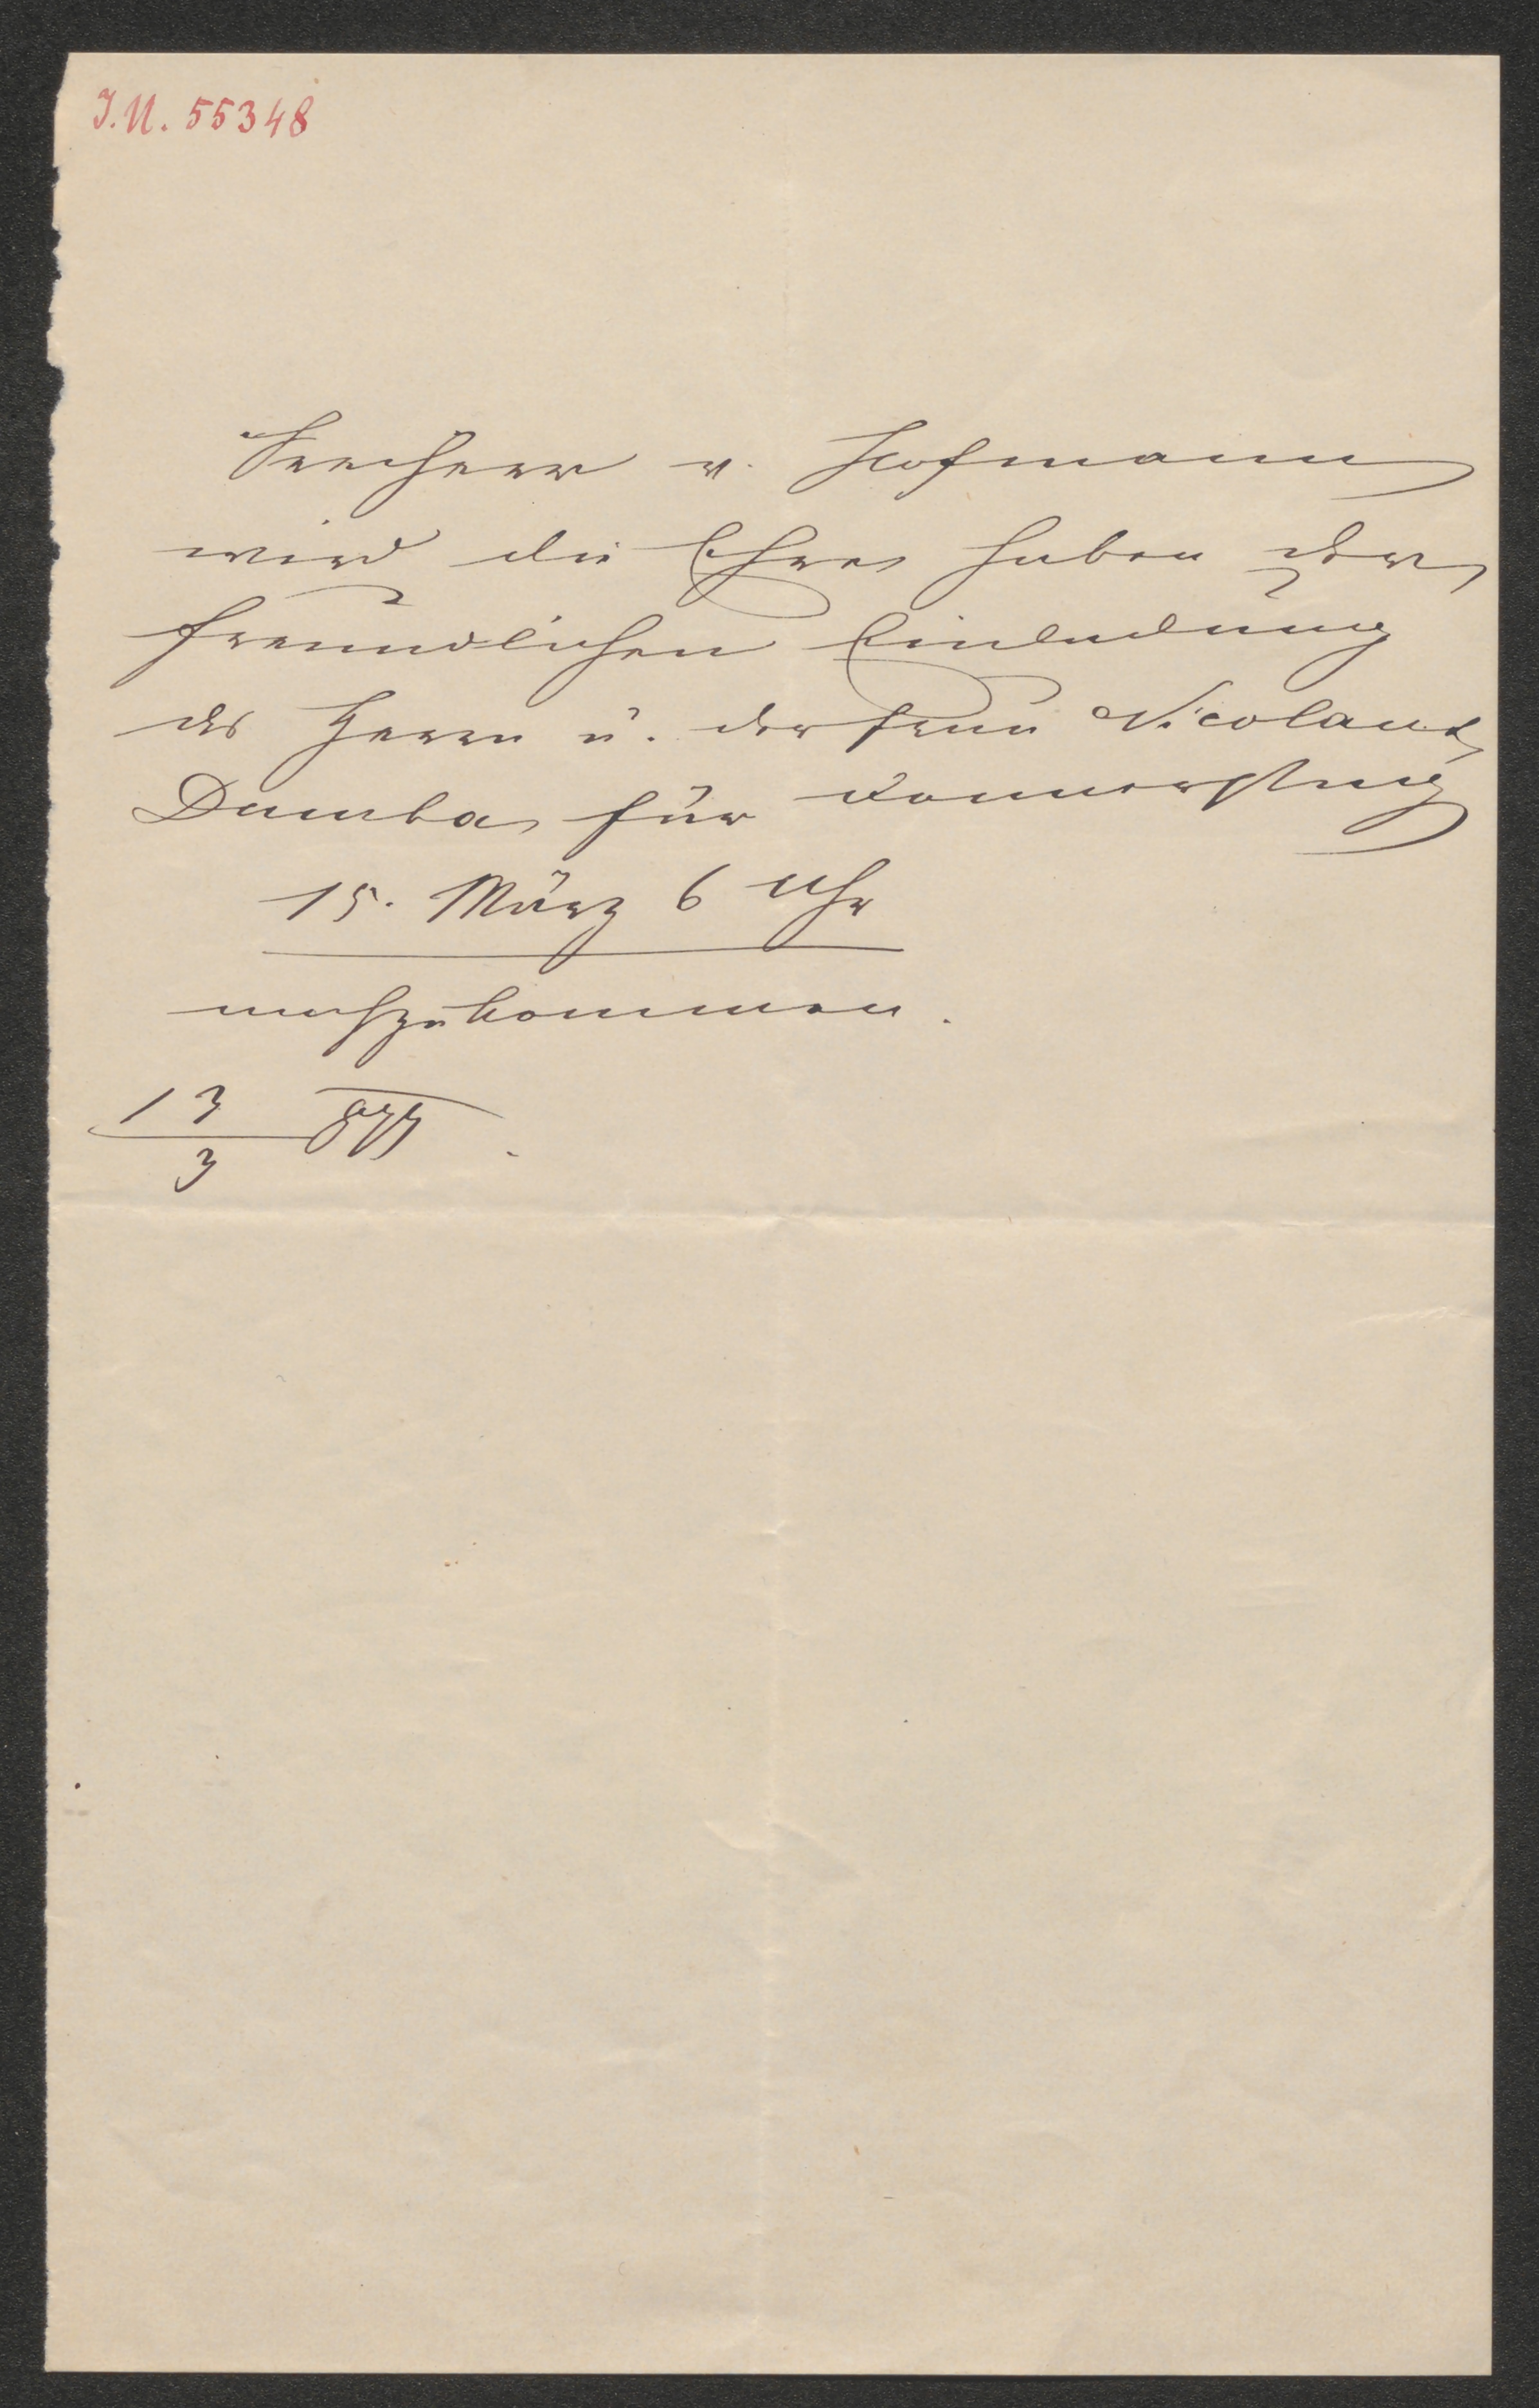 I.N. 55348
Freiherr v. Hofmann
wird die Ehre haben der
freundlichen Einladung
des Herrn u. der Frau Nicolaus
Dumba für Donnerstag
15. März 6 Uhr
nachzukommen.
13
3 877.